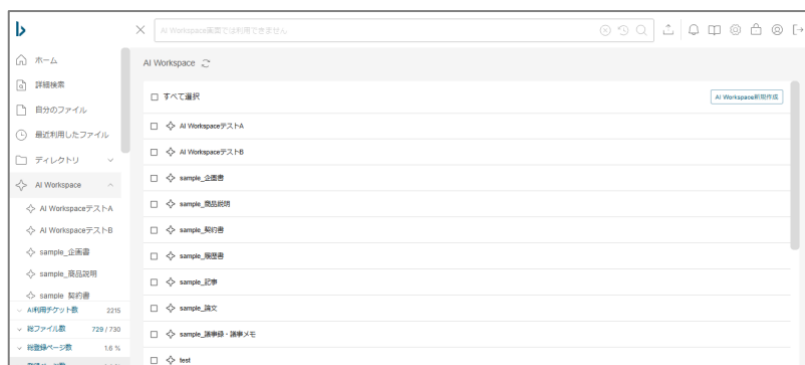 AI Workspace画面では利用できません
ホーム
詳細検索
自分のファイル
最近利用したファイル
ディレクトリ
AI Workspace
AI WorkspaceテストA
AI WorkspaceテストB
sample_企画書
sample_商品説明
sample_契約書
AI利用チケット数 2215
総ファイル数 729 / 730
総登録ページ数 1.6 %
AI Workspace
すべて選択
AI Workspace新規作成
AI WorkspaceテストA
AI WorkspaceテストB
sample_企画書
sample_商品説明
sample_契約書
sample_履歴書
sample_記事
sample_論文
sample_議事録・議事メモ
test